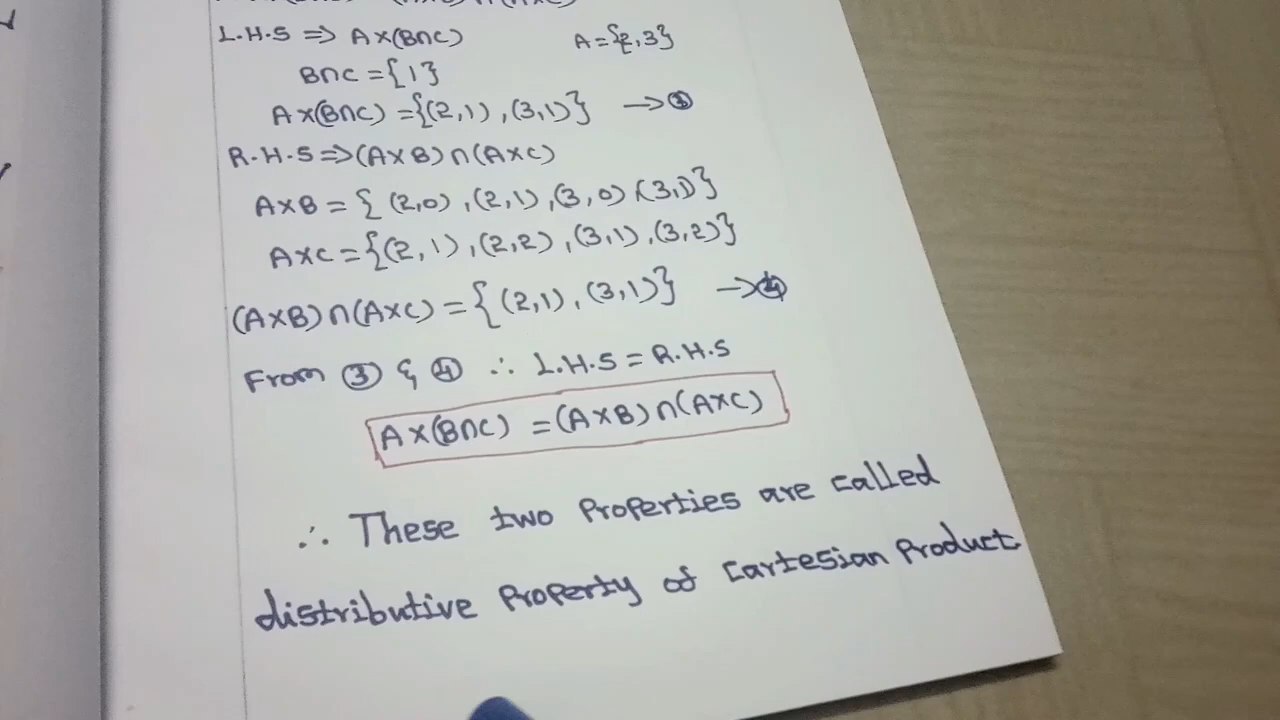 L.H.S ⇒ A×(B∩C) A={2,3}
B∩C={1}
A×(B∩C)={(2,1),(3,1)} →③
R.H.S⇒(A×B)∩(A×C)
A×B={(2,0),(2,1),(3,0),(3,1)}
A×C={(2,1),(2,2),(3,1),(3,2)}
(A×B)∩(A×C)={(2,1),(3,1)} →④
From ③ & ④ ∴ L.H.S=R.H.S
A×(B∩C)=(A×B)∩(A×C)
∴ These two Properties are called
distributive Property of Cartesian Product